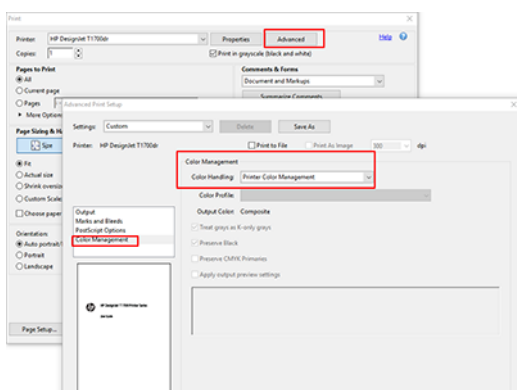 Print
Printer: HP DesignJet T1700dr Properties Advanced Help
Copies: 1 Print in grayscale (black and white)
Pages to Print
All
Current page
Pages
More Option
Comments & Forms
Document and Markups
Summarize Comments
Page Sizing & Ha
Size
Fit
Actual size
Shrink oversize
Custom Scale:
Choose paper
Orientation:
Auto portrait/l
Portrait
Landscape
Page Setup...
Advanced Print Setup
Settings: Custom Delete Save As
Printer: HP DesignJet T1700dr Print to File Print As Image 300 dpi
Color Management
Color Handling: Printer Color Management
Color Profile:
Output Color: Composite
Treat grays as K-only grays
Preserve Black
Preserve CMYK Primaries
Apply output preview settings
Output
Marks and Bleeds
PostScript Options
Color Management
hp